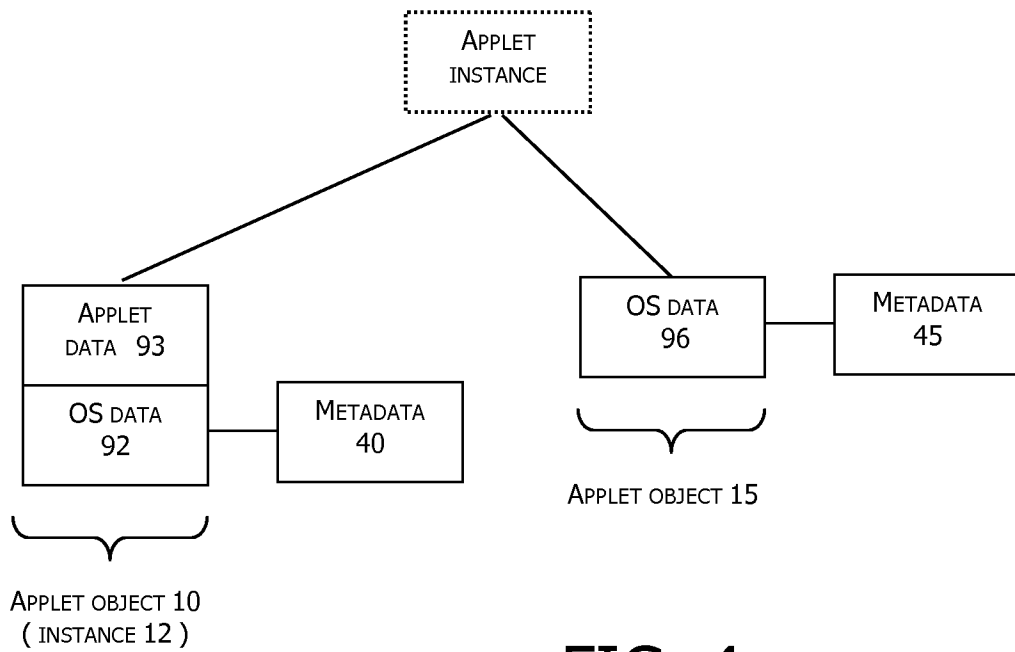 APPLET
INSTANCE
APPLET
DATA 93
OS DATA
92
METADATA
40
OS DATA
96
METADATA
45
APPLET OBJECT 15
APPLET OBJECT 10
( INSTANCE 12 )
FIG.